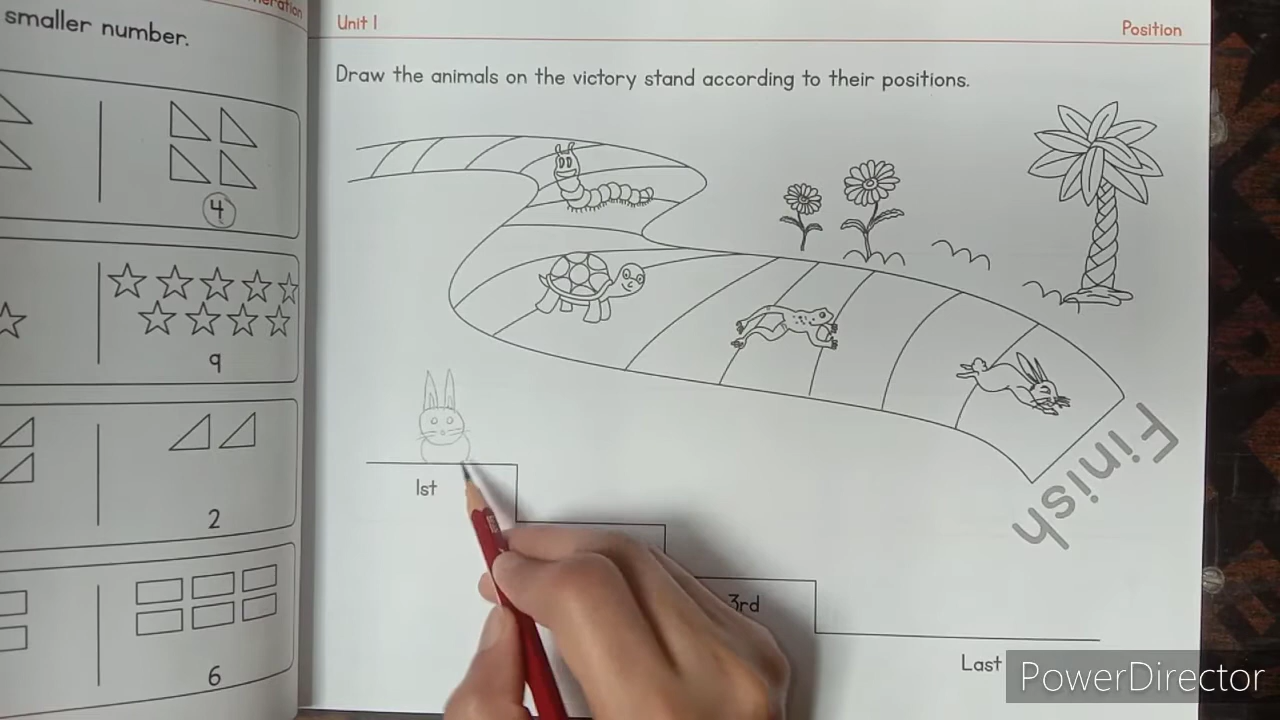 smaller number.
4
9
2
6
Unit 1
Position
Draw the animals on the victory stand according to their positions.
Finish
1st
3rd
Last
PowerDirector